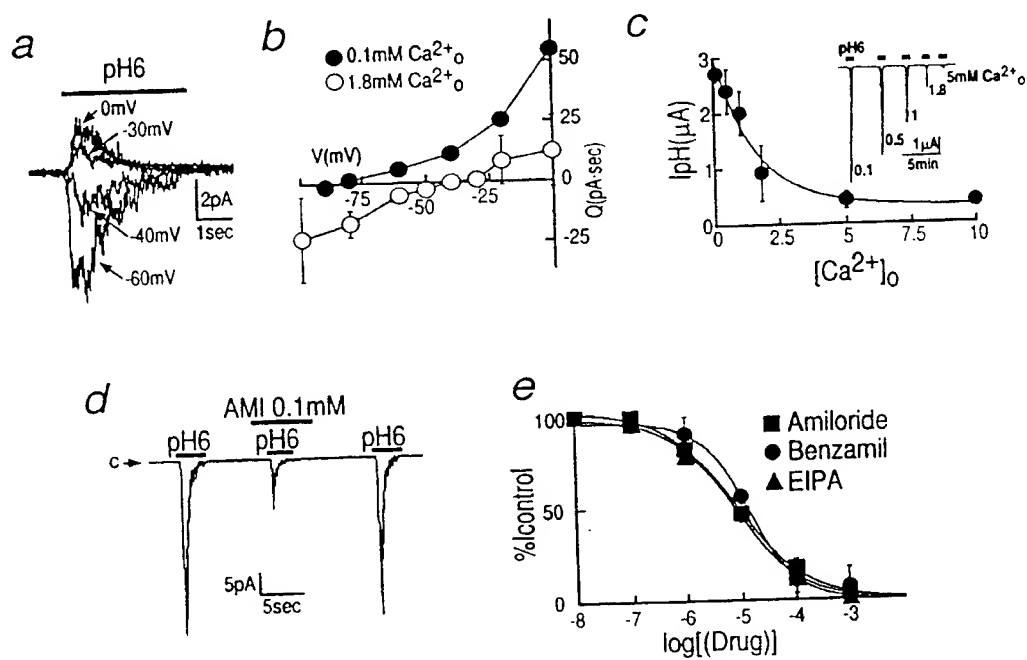 a
pH6
0mV
-30mV
-40mV
-60mV
2pA
1sec
b
0.1mM Ca2+o
1.8mM Ca2+o
V(mV)
-75
-50
-25
50
25
0
-25
Q(pA·sec)
c
IpH(µA)
3
2
1
0
0
2.5
5
7.5
10
[Ca2+]o
pH6
0.1
0.5
1
1.8
5mM Ca2+o
1µA
5min
d
AMI 0.1mM
pH6
pH6
pH6
c
5pA
5sec
e
%Icontrol
100
50
0
-8
-7
-6
-5
-4
-3
log[(Drug)]
Amiloride
Benzamil
EIPA